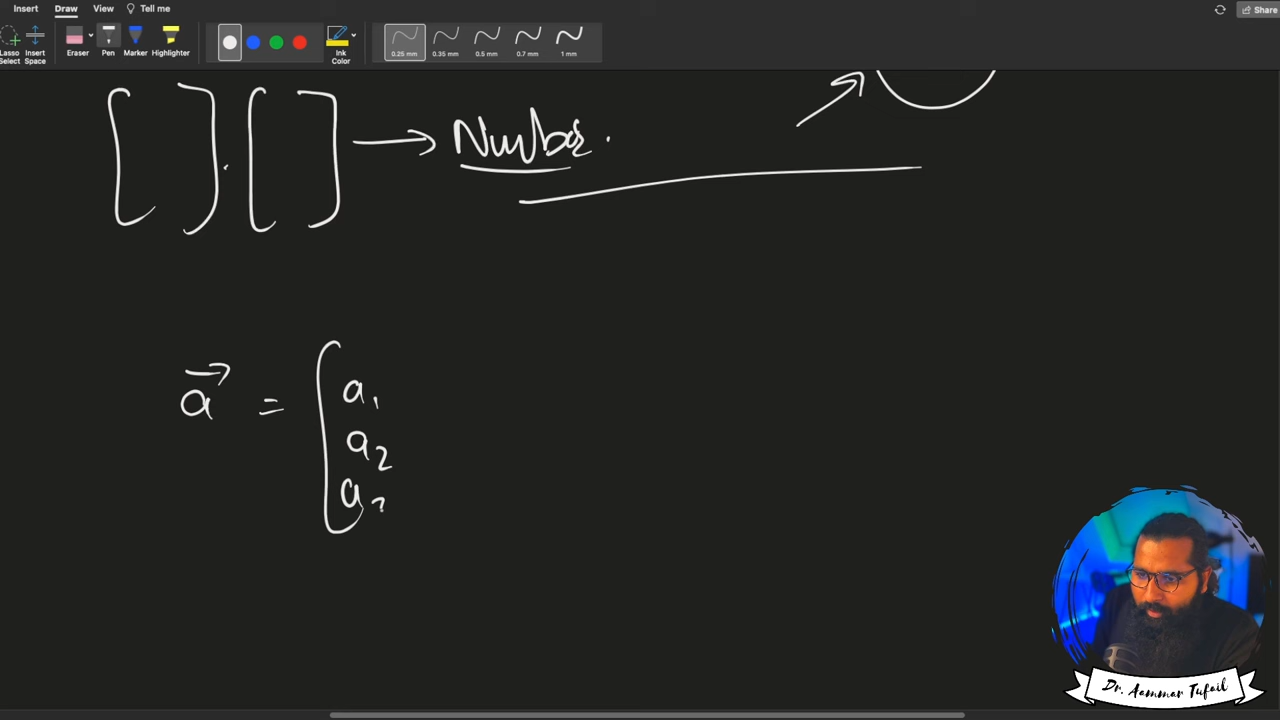 Insert Draw View Tell me
Share
Lasso Select
Insert Space
Eraser
Pen
Marker
Highlighter
Ink Color
0.25 mm
0.35 mm
0.5 mm
0.7 mm
1 mm
[ ] . [ ] → Number.
a⃗ = [ a₁
a₂
a
Dr. Aammar Tufail